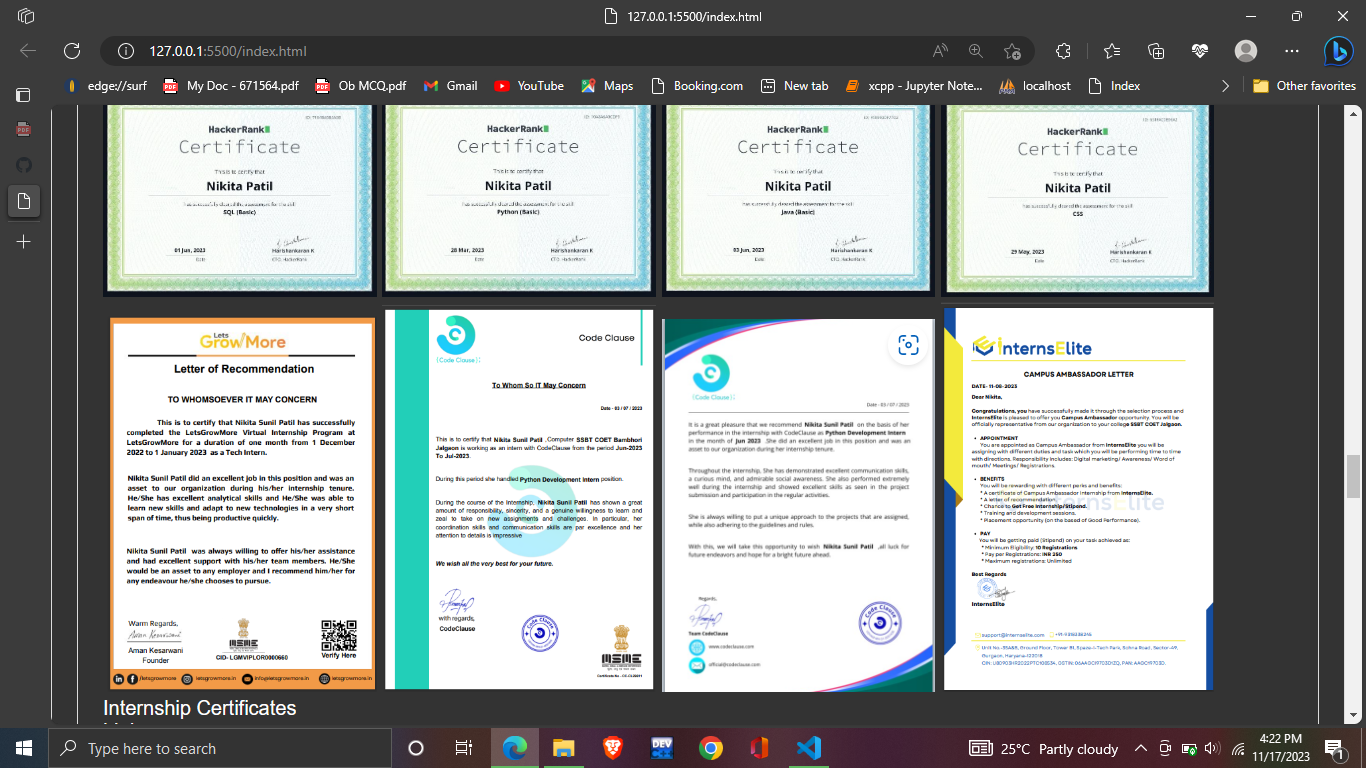 127.0.0.1:5500/index.html
127.0.0.1:5500/index.html
edge://surf
My Doc - 671564.pdf
Ob MCQ.pdf
Gmail
YouTube
Maps
Booking.com
New tab
xcpp - Jupyter Note...
localhost
Index
Other favorites
HackerRank
Certificate
This is to certify that
Nikita Patil
has successfully cleared the assessment for the skill
SQL (Basic)
01 Jun, 2023
Date
Harishankaran K
CTO, HackerRank
HackerRank
Certificate
This is to certify that
Nikita Patil
has successfully cleared the assessment for the skill
Python (Basic)
28 Mar, 2023
Date
Harishankaran K
CTO, HackerRank
HackerRank
Certificate
This is to certify that
Nikita Patil
has successfully cleared the assessment for the skill
Java (Basic)
03 Jun, 2023
Date
Harishankaran K
CTO, HackerRank
HackerRank
Certificate
This is to certify that
Nikita Patil
has successfully cleared the assessment for the skill
CSS
29 May, 2023
Date
Harishankaran K
CTO, HackerRank
Lets
GrowMore
Letter of Recommendation
TO WHOMSOEVER IT MAY CONCERN
This is to certify that Nikita Sunil Patil has successfully
completed the LetsGrowMore Virtual Internship Program at
LetsGrowMore for a duration of one month from 1 December
2022 to 1 January 2023 as a Tech Intern.
Nikita Sunil Patil did an excellent job in this position and was an
asset to our organization during his/her internship tenure.
He/She has excellent analytical skills and He/She was able to
learn new skills and adapt to new technologies in a very short
span of time, thus being productive quickly.
Nikita Sunil Patil was always willing to offer his/her assistance
and had excellent support with his/her team members. He/She
would be an asset to any employer and I recommend him/her for
any endeavour he/she chooses to pursue.
Warm Regards,
Aman Kesarwani
Aman Kesarwani
Founder
MSME
CID- LGMVIPLOR0000660
Verify Here
/letsgrowmore
letsgrowmore.in
info@letsgrowmore.in
letsgrowmore.in
{Code Clause};
Code Clause
To Whom So IT May Concern
Date - 03 / 07 / 2023
This is to certify that Nikita Sunil Patil ,Computer SSBT COET Bambhori
Jalgaon is working as an intern with CodeClause from the period Jun-2023
To Jul-2023.
During this period she handled Python Development Intern position.
During the course of the Internship, Nikita Sunil Patil has shown a great
amount of responsibility, sincerity, and a genuine willingness to learn and
zeal to take on new assignments and challenges. In particular, her
coordination skills and communication skills are par excellence and her
attention to details is impressive.
We wish all the very best for your future.
with regards,
CodeClause
Code Clause
MSME
{Code Clause};
Date - 03 / 07 / 2023
It is a great pleasure that we recommend Nikita Sunil Patil on the basis of her
performance in the internship with CodeClause as Python Development Intern
in the month of Jun 2023 .She did an excellent job in this position and was an
asset to our organization during her internship tenure.
Throughout the internship, She has demonstrated excellent communication skills,
a curious mind, and admirable social awareness. She also performed extremely
well during the internship and showed excellent skills as seen in the project
submission and participation in the regular activities.
She is always willing to put a unique approach to the projects that are assigned,
while also adhering to the guidelines and rules.
With this, we will take this opportunity to wish Nikita Sunil Patil ,all luck for
future endeavors and hope for a bright future ahead.
Regards,
Team CodeClause
www.codeclause.com
official@codeclause.com
Code Clause
internsElite
CAMPUS AMBASSADOR LETTER
DATE- 11-08-2023
Dear Nikita,
Congratulations, you have successfully made it through the selection process and
InternsElite is pleased to offer you Campus Ambassador opportunity. You will be
officially representative from our organization to your college SSBT COET Jalgaon.
• APPOINTMENT
You are appointed as Campus Ambassador from InternsElite you will be
assigning with different duties and task which you will be performing time to time
with directions. Responsibility Includes: Digital marketing/ Awareness/ Word of
mouth/ Meetings/ Registrations.
• BENEFITS
You will be rewarding with different perks and benefits:
* A certificate of Campus Ambassador Internship from InternsElite.
* A letter of recommendation.
* Chance to Get Free Internship/Stipend.
* Training and development sessions.
* Placement opportunity (on the based of Good Performance).
• PAY
You will be getting paid (Stipend) on your task achieved as:
* Minimum Eligibility: 10 Registrations
* Pay per Registrations: INR 250
* Maximum registrations: Unlimited
Best Regards
InternsElite
support@internselite.com
Internship Certificates
Type here to search
DEV
25°C Partly cloudy
4:22 PM
11/17/2023
1